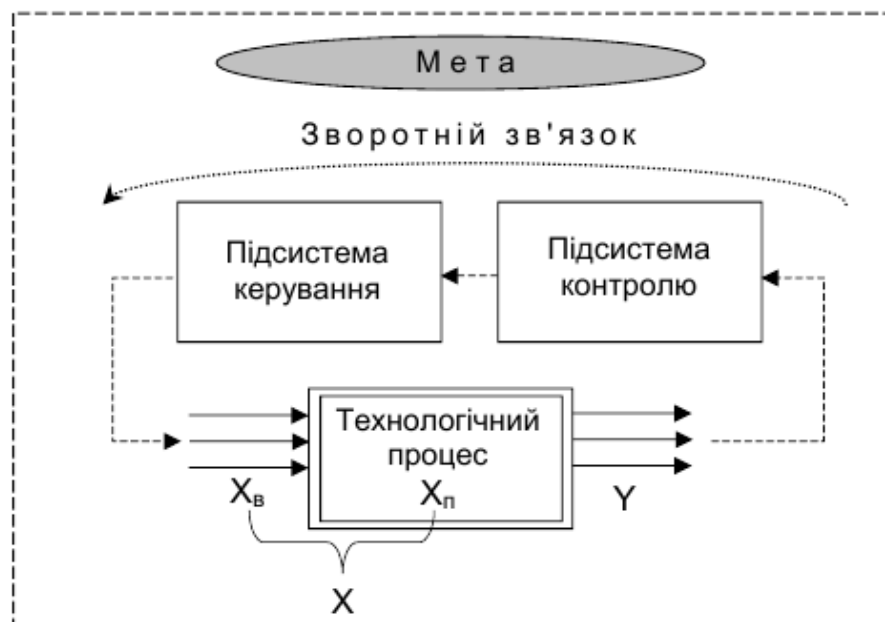 Мета
Зворотній зв'язок
Підсистема
керування
Підсистема
контролю
Технологічний
процес
Xв
Xп
Y
X